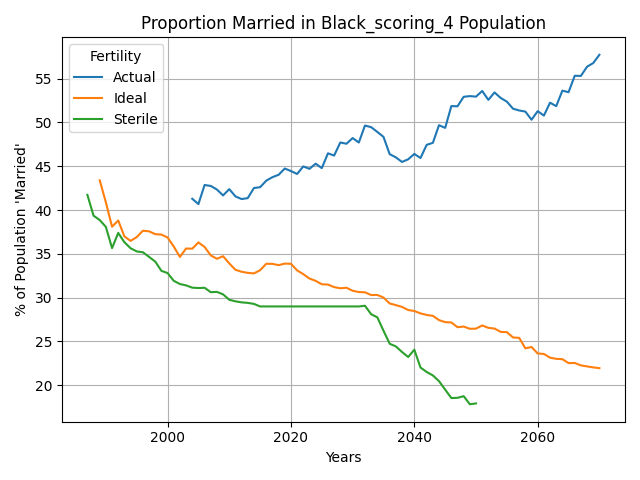 Proportion Married in Black_scoring_4 Population
Fertility
Actual
Ideal
Sterile
% of Population 'Married'
55
50
45
40
35
30
25
20
2000
2020
2040
2060
Years